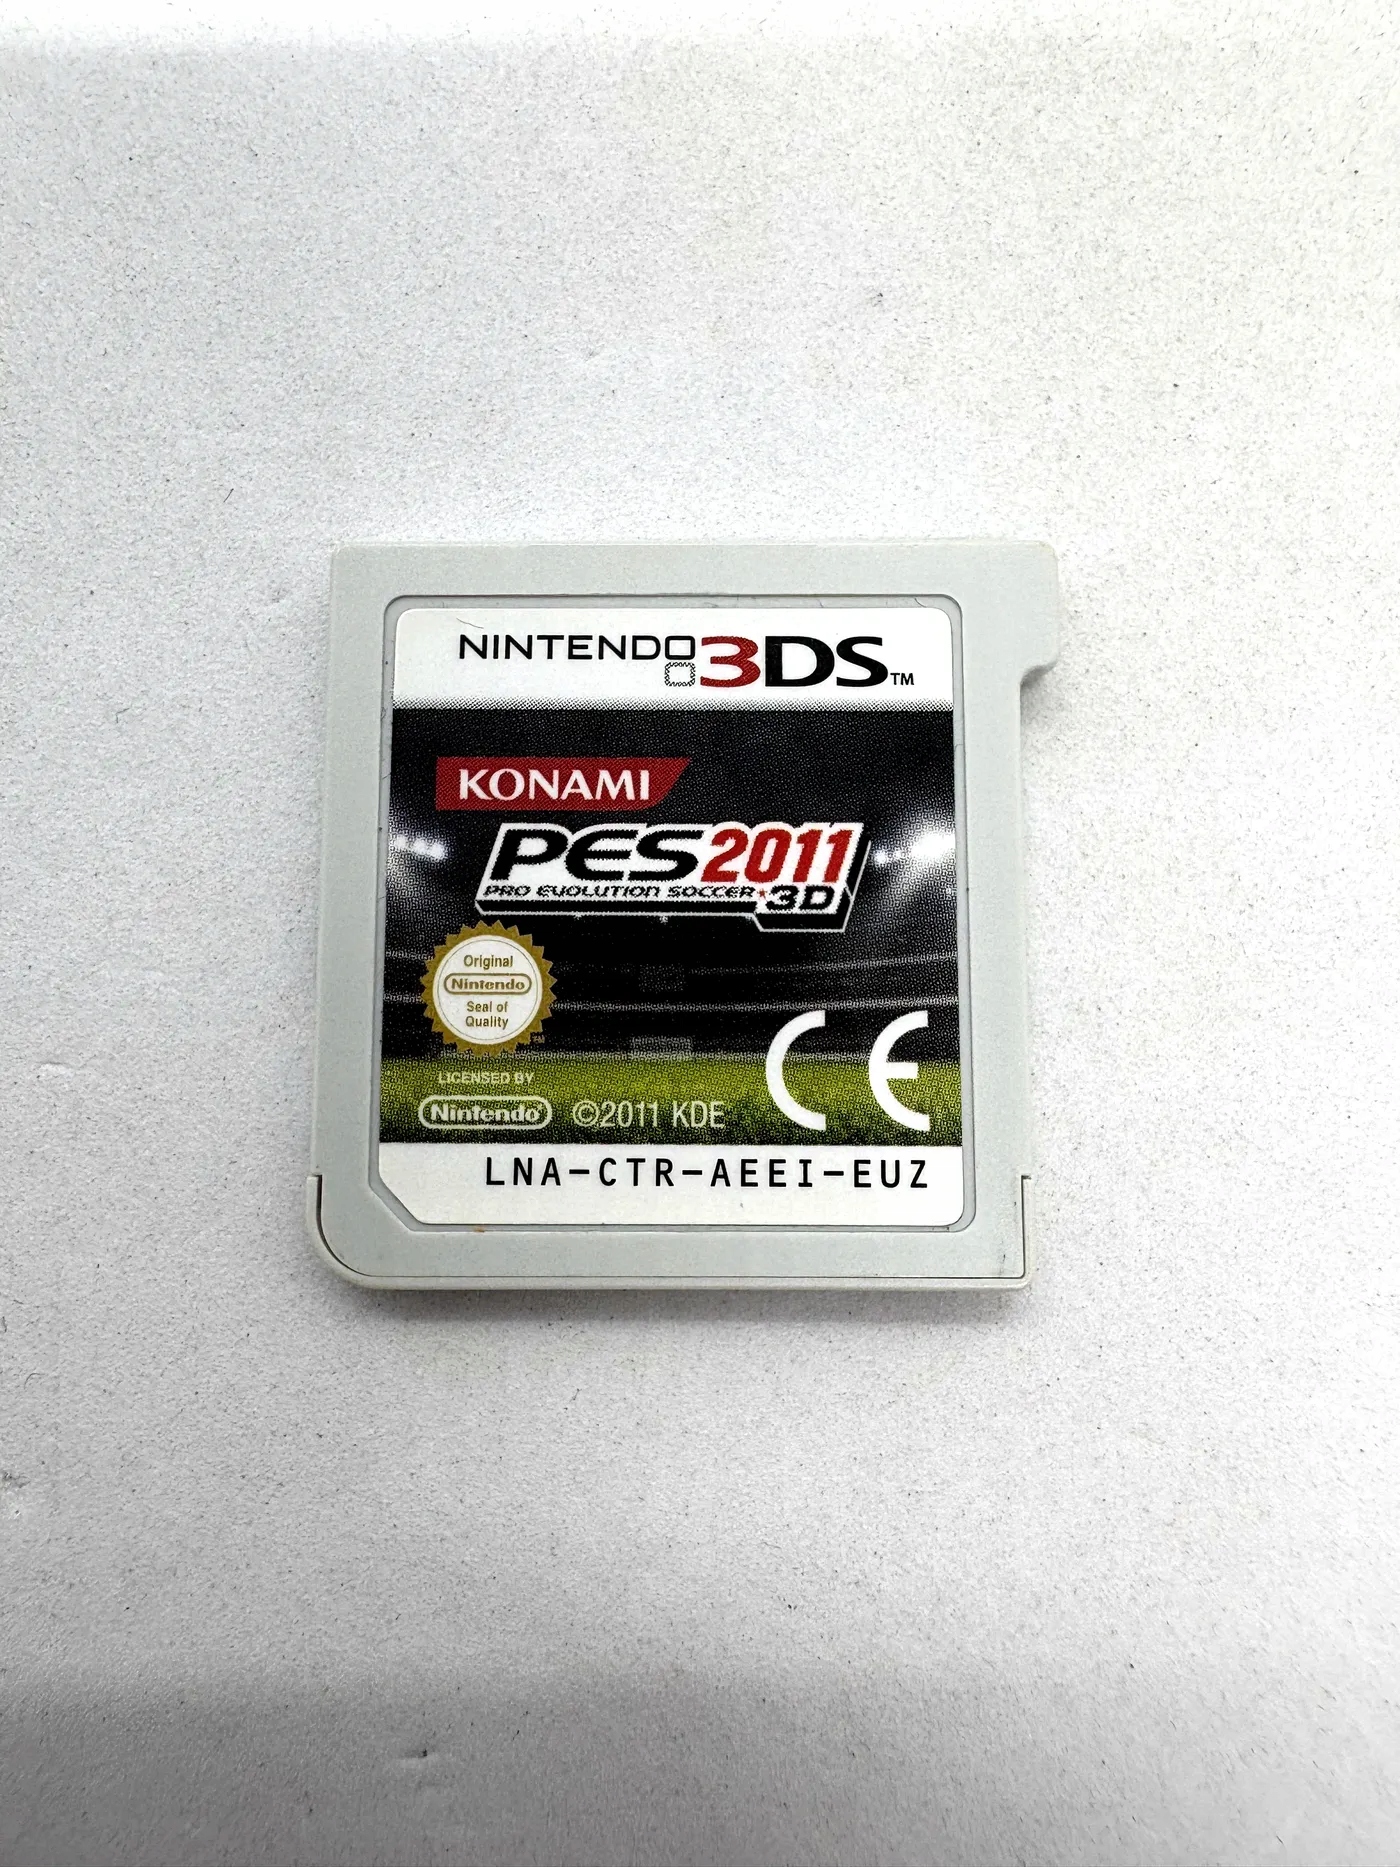 NINTENDO 3DS™
KONAMI
PES2011
PRO EVOLUTION SOCCER 3D
Original
Nintendo
Seal of
Quality
TM
LICENSED BY
Nintendo®
©2011 KDE
CE
LNA-CTR-AEEI-EUZ